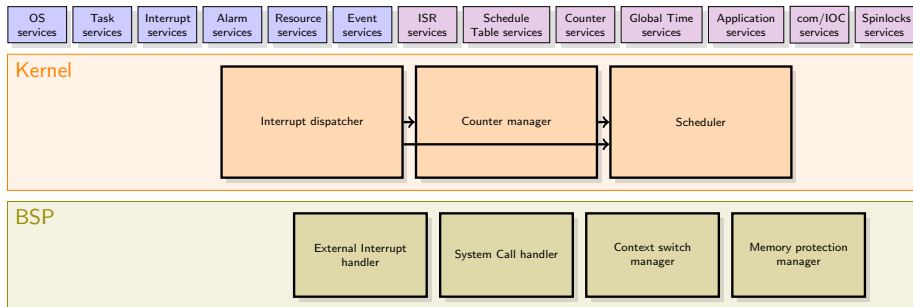 OS
services
Task
services
Interrupt
services
Alarm
services
Resource
services
Event
services
ISR
services
Schedule
Table services
Counter
services
Global Time
services
Application
services
com/IOC
services
Spinlocks
services
Kernel
Interrupt dispatcher
Counter manager
Scheduler
BSP
External Interrupt
handler
System Call handler
Context switch
manager
Memory protection
manager